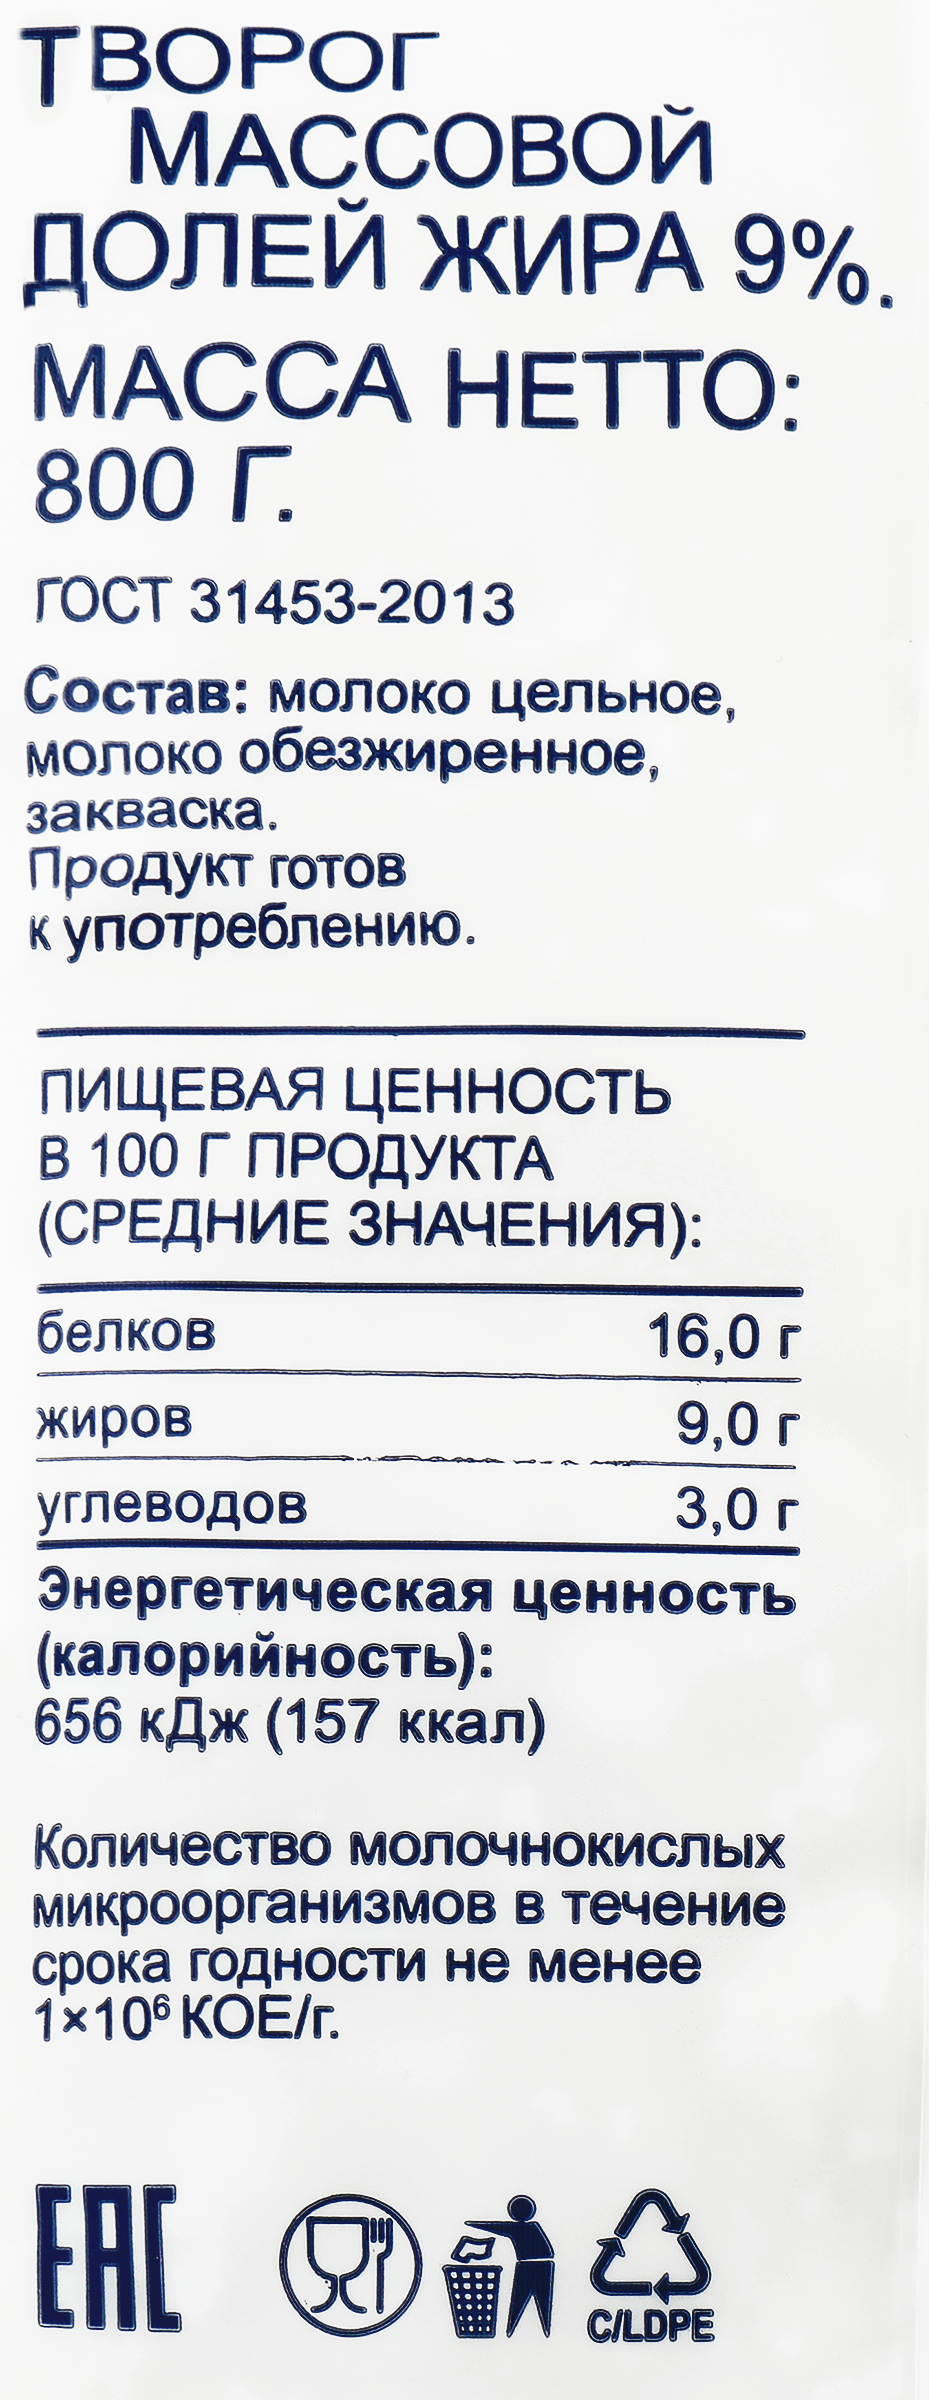 ТВОРОГ
МАССОВОЙ
ДОЛЕЙ ЖИРА 9%.
МАССА НЕТТО:
800 Г.
ГОСТ 31453-2013
Состав: молоко цельное,
молоко обезжиренное,
закваска.
Продукт готов
к употреблению.
ПИЩЕВАЯ ЦЕННОСТЬ
В 100 Г ПРОДУКТА
(СРЕДНИЕ ЗНАЧЕНИЯ):
белков 16,0 г
жиров 9,0 г
углеводов 3,0 г
Энергетическая ценность
(калорийность):
656 кДж (157 ккал)
Количество молочнокислых
микроорганизмов в течение
срока годности не менее
1×10⁶ КОЕ/г.
ЕАС
C/LDPE